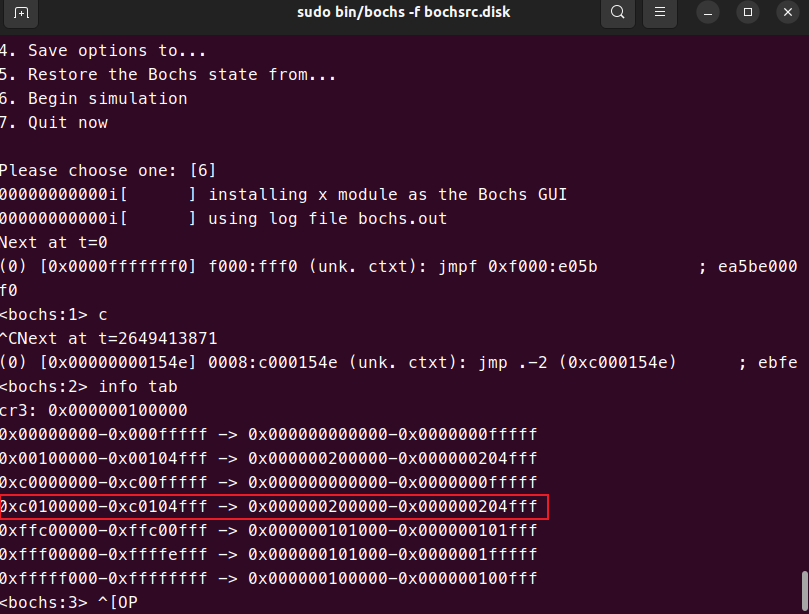 sudo bin/bochs -f bochsrc.disk
4. Save options to...
5. Restore the Bochs state from...
6. Begin simulation
7. Quit now
Please choose one: [6]
00000000000i[      ] installing x module as the Bochs GUI
00000000000i[      ] using log file bochs.out
Next at t=0
(0) [0x0000fffffff0] f000:fff0 (unk. ctxt): jmpf 0xf000:e05b          ; ea5be000
f0
<bochs:1> c
^CNext at t=2649413871
(0) [0x00000000154e] 0008:c000154e (unk. ctxt): jmp .-2 (0xc000154e)      ; ebfe
<bochs:2> info tab
cr3: 0x000000100000
0x00000000-0x000fffff -> 0x000000000000-0x0000000fffff
0x00100000-0x00104fff -> 0x000000200000-0x000000204fff
0xc0000000-0xc00fffff -> 0x000000000000-0x0000000fffff
0xc0100000-0xc0104fff -> 0x000000200000-0x000000204fff
0xffc00000-0xffc00fff -> 0x000000101000-0x000000101fff
0xfff00000-0xffffefff -> 0x000000101000-0x0000001fffff
0xfffff000-0xffffffff -> 0x000000100000-0x000000100fff
<bochs:3> ^[OP